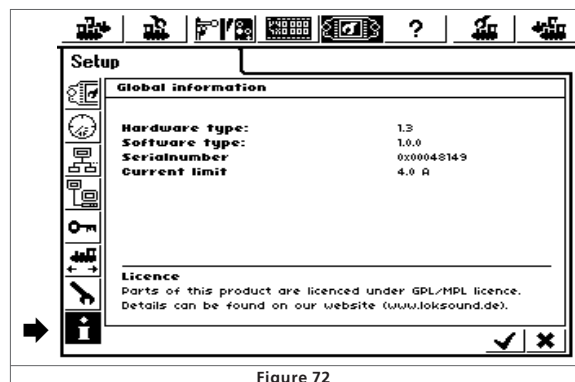 ?
Setup
Global information
Hardware type: 1.3
Software type: 1.0.0
Serialnumber 0x00048149
Current limit 4.0 A
Licence
Parts of this product are licenced under GPL/MPL licence.
Details can be found on our website (www.loksound.de).
i
Figure 72